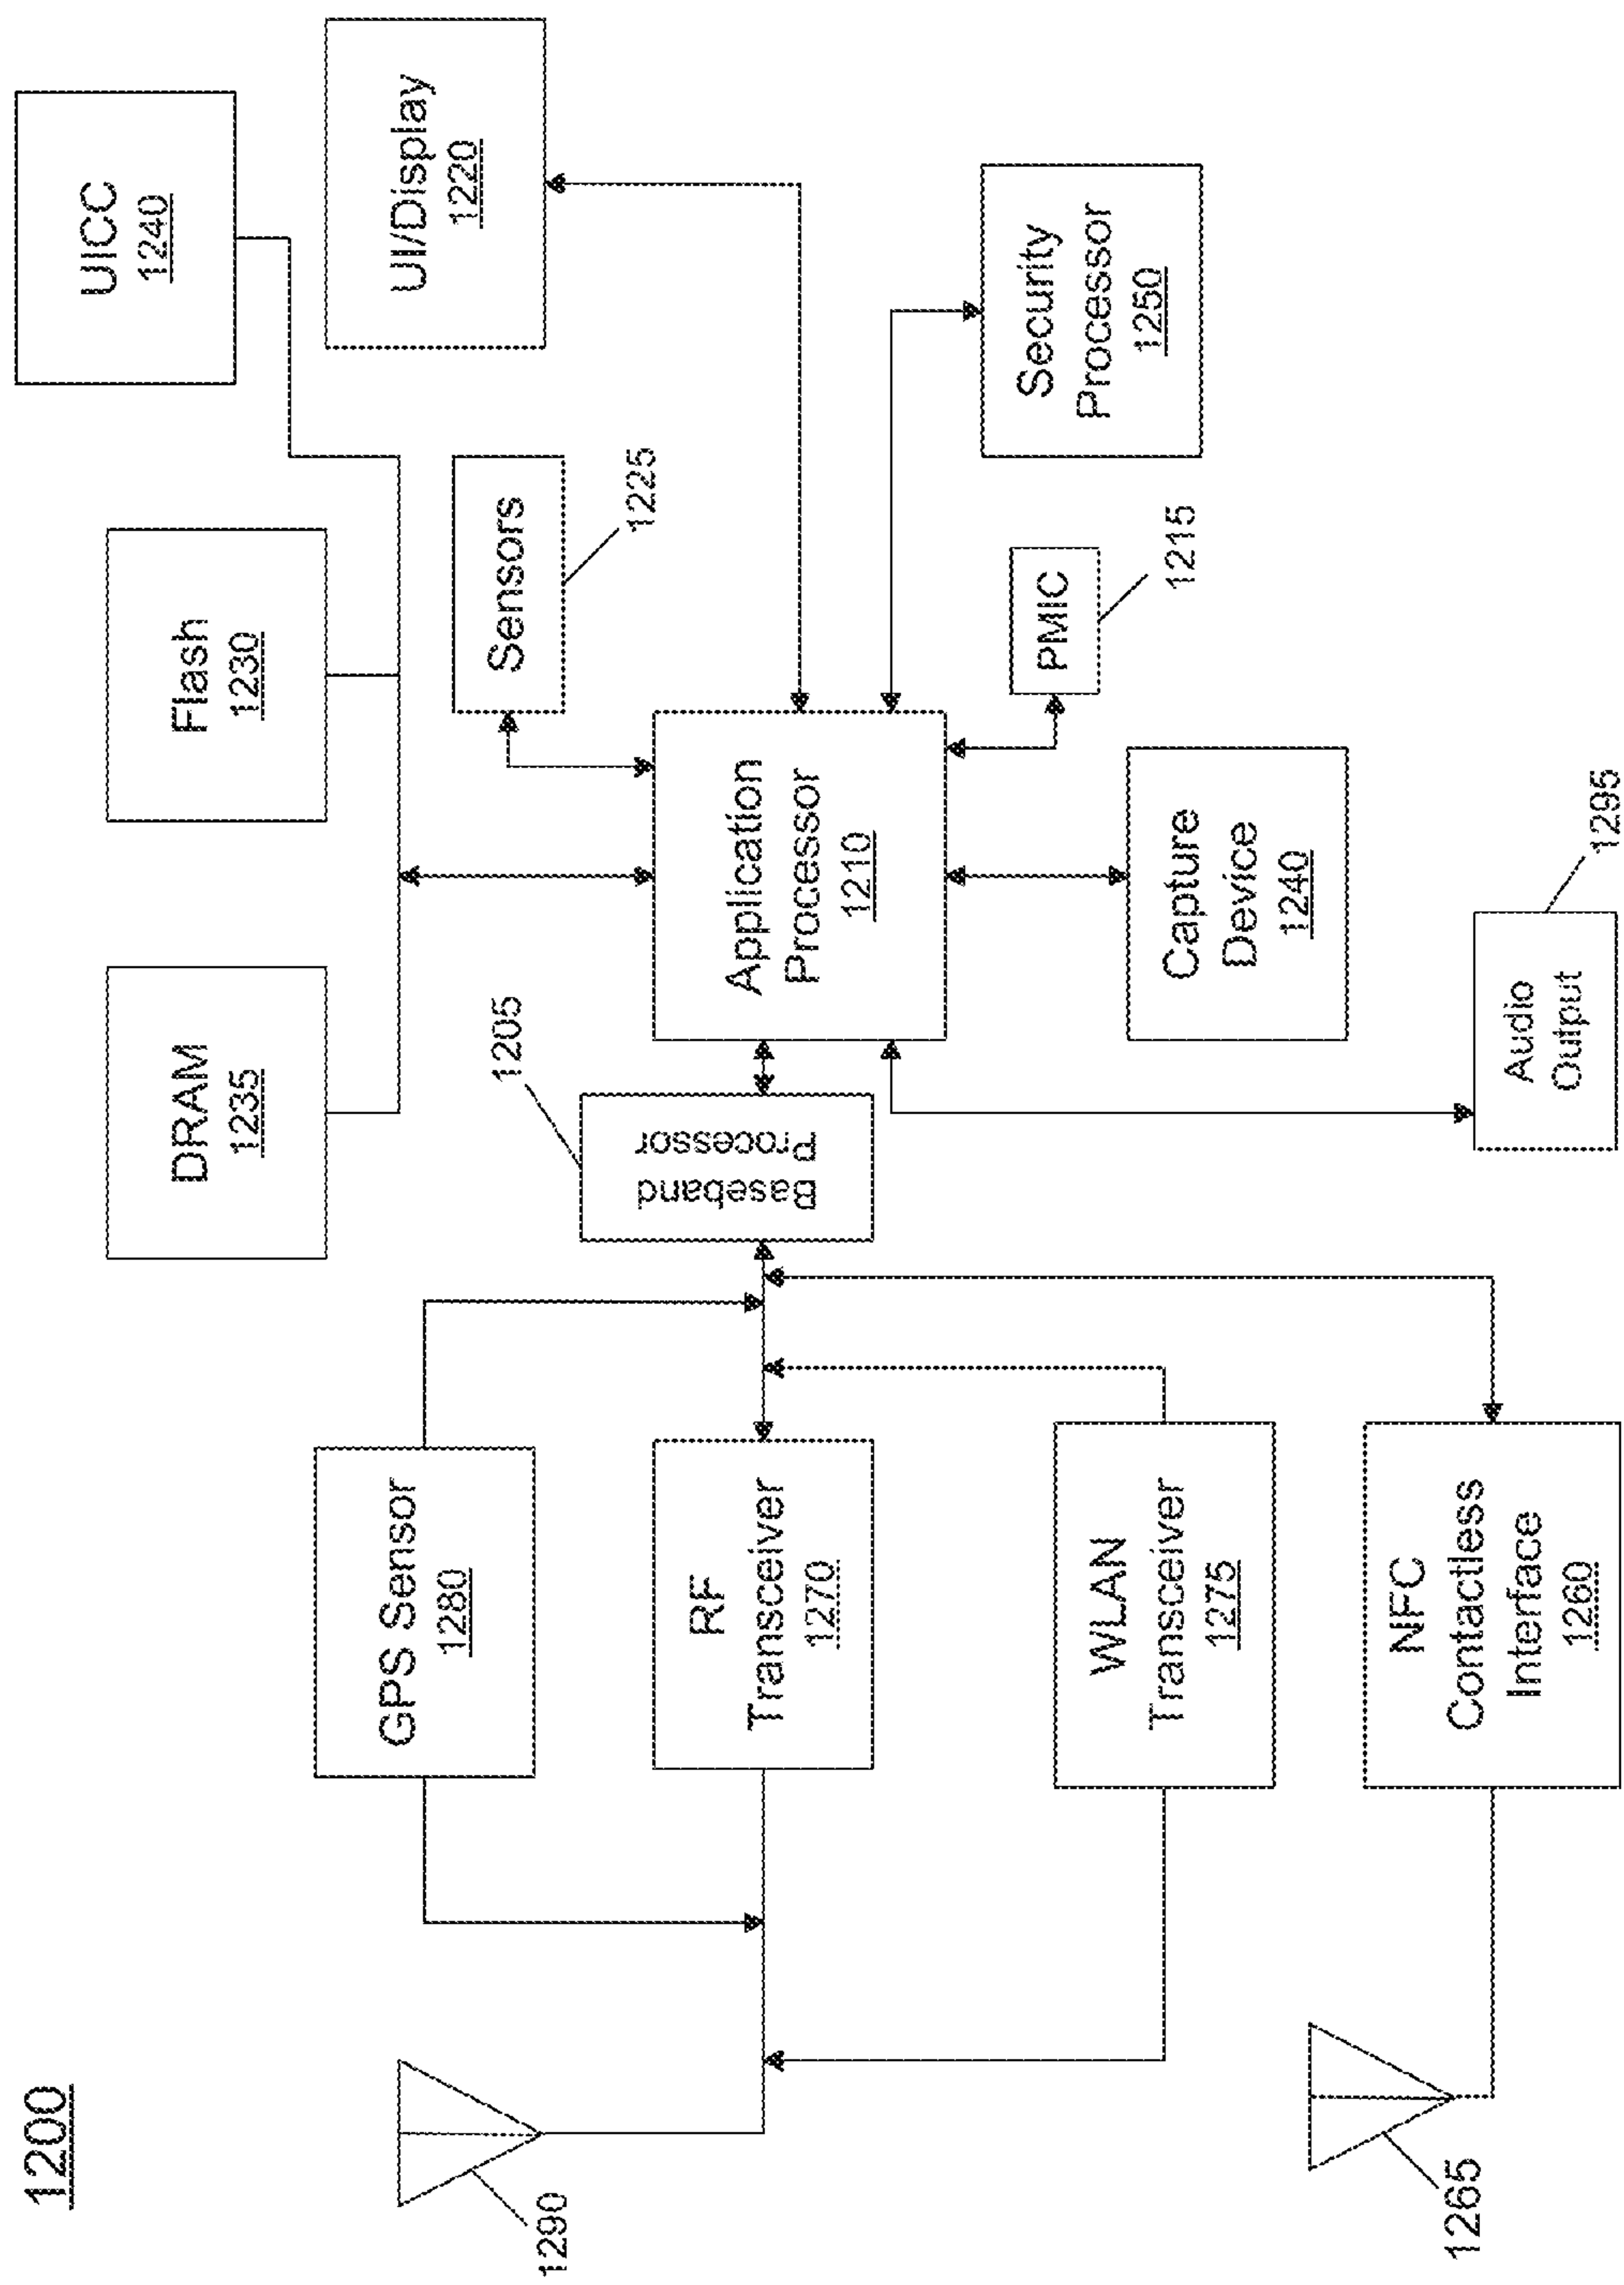 1200
UICC
1240
Flash
1230
DRAM
1235
UI/Display
1220
Sensors
1225
GPS Sensor
1280
1205
Baseband
Processor
Application
Processor
1210
RF
Transceiver
1270
1290
Security
Processor
1250
PMIC
1215
Capture
Device
1240
WLAN
Transceiver
1275
NFC
Contactless
Interface
1260
Audio
Output
1295
1265